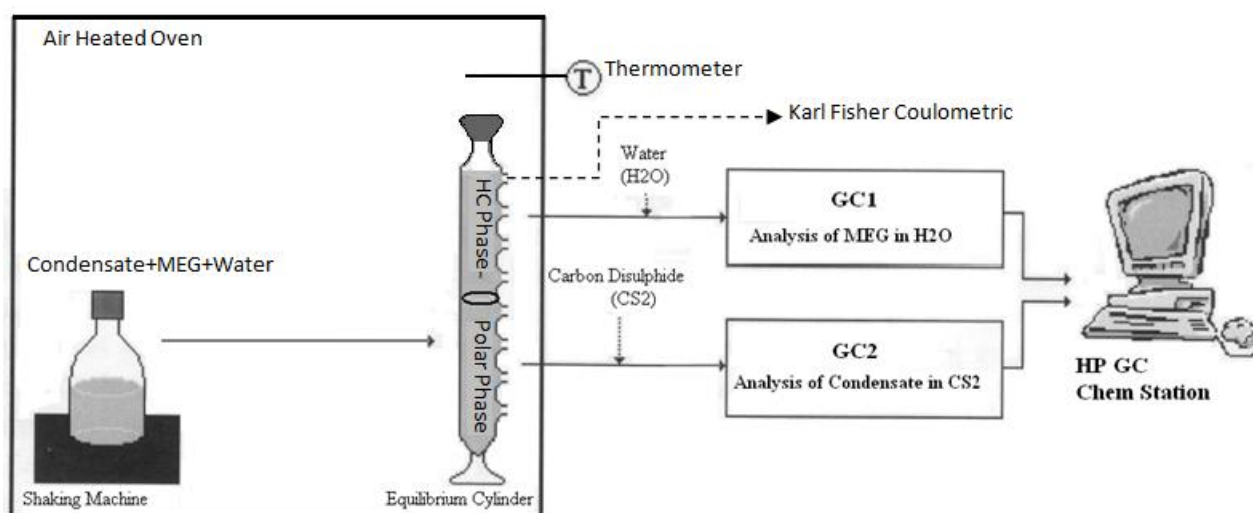 Air Heated Oven
T
Thermometer
Karl Fisher Coulometric
Water
(H2O)
GC1
Analysis of MEG in H2O
HC Phase-
Polar Phase
Condensate+MEG+Water
Carbon Disulphide
(CS2)
GC2
Analysis of Condensate in CS2
HP GC
Chem Station
Shaking Machine
Equilibrium Cylinder